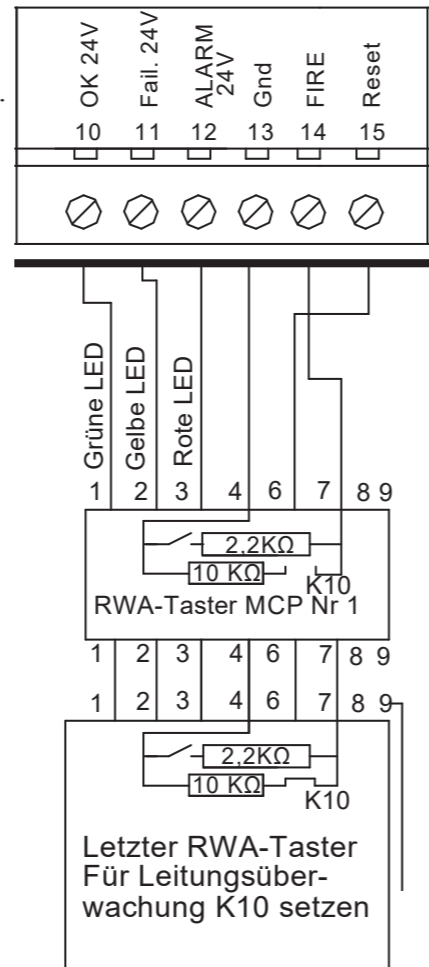 OK 24V
Fail. 24V
ALARM
24V
Gnd
FIRE
Reset
10 11 12 13 14 15
Grüne LED
Gelbe LED
Rote LED
1 2 3 4 6 7 8 9
2,2KΩ
10 KΩ
K10
RWA-Taster MCP Nr 1
1 2 3 4 6 7 8 9
1 2 3 4 6 7 8 9
2,2KΩ
10 KΩ
K10
Letzter RWA-Taster
Für Leitungsüber-
wachung K10 setzen